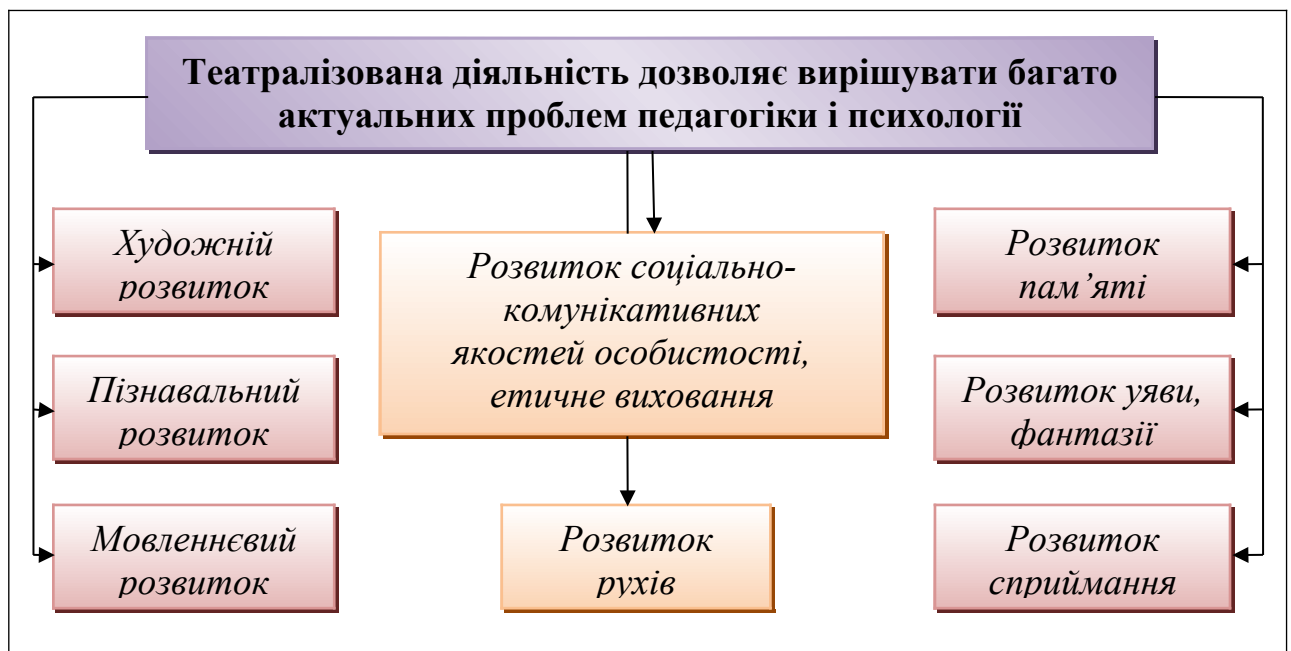 Театралізована діяльність дозволяє вирішувати багато
актуальних проблем педагогіки і психології
Художній
розвиток
Пізнавальний
розвиток
Мовленнєвий
розвиток
Розвиток соціально-
комунікативних
якостей особистості,
етичне виховання
Розвиток
рухів
Розвиток
пам’яті
Розвиток уяви,
фантазії
Розвиток
сприймання